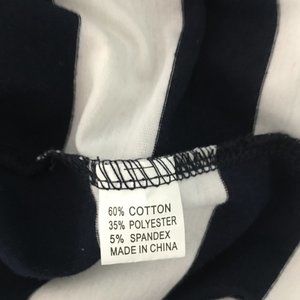 60% COTTON
35% POLYESTER
5% SPANDEX
MADE IN CHINA